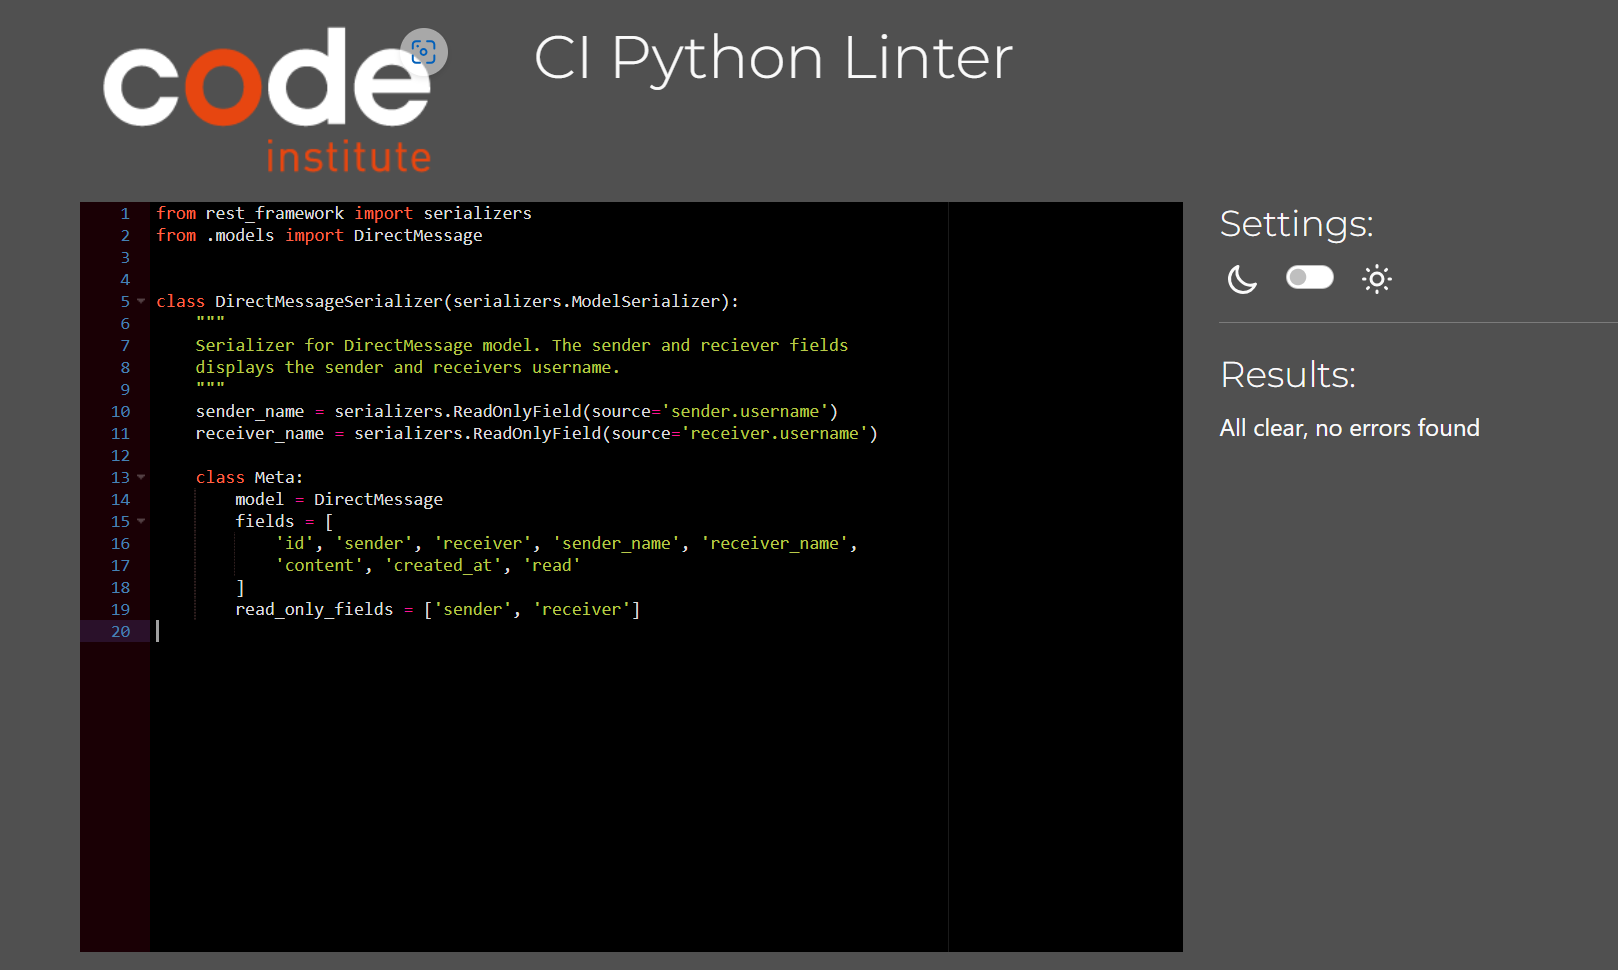 code
institute
CI Python Linter
1 from rest_framework import serializers
2 from .models import DirectMessage
3
4
5 class DirectMessageSerializer(serializers.ModelSerializer):
6     """
7     Serializer for DirectMessage model. The sender and reciever fields
8     displays the sender and receivers username.
9     """
10     sender_name = serializers.ReadOnlyField(source='sender.username')
11     receiver_name = serializers.ReadOnlyField(source='receiver.username')
12
13     class Meta:
14         model = DirectMessage
15         fields = [
16             'id', 'sender', 'receiver', 'sender_name', 'receiver_name',
17             'content', 'created_at', 'read'
18         ]
19         read_only_fields = ['sender', 'receiver']
20
Settings:
Results:
All clear, no errors found